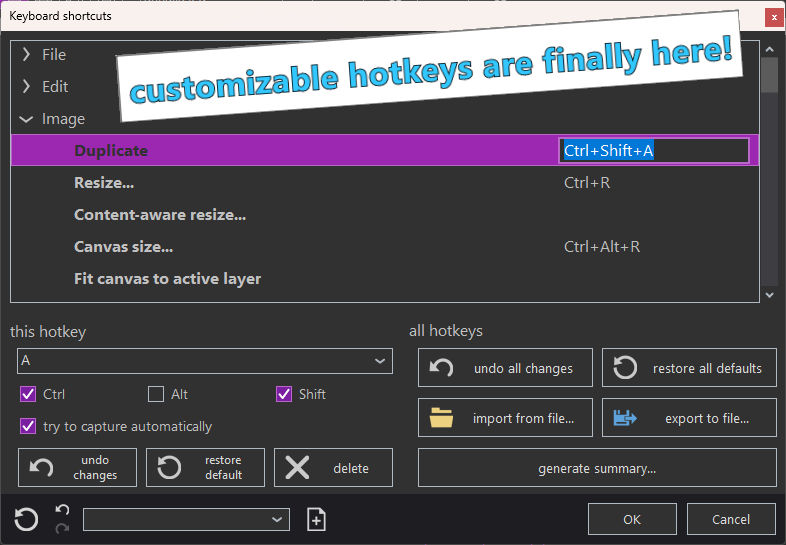 Keyboard shortcuts
x
customizable hotkeys are finally here!
File
Edit
Image
Duplicate Ctrl+Shift+A
Resize... Ctrl+R
Content-aware resize...
Canvas size... Ctrl+Alt+R
Fit canvas to active layer
this hotkey
A
Ctrl Alt Shift
try to capture automatically
undo
changes
restore
default
delete
all hotkeys
undo all changes
restore all defaults
import from file...
export to file...
generate summary...
OK
Cancel